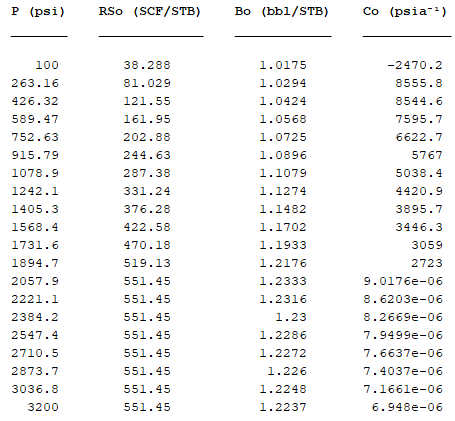 P (psi) RSo (SCF/STB) Bo (bbl/STB) Co (psia⁻¹)
100 38.288 1.0175 -2470.2
263.16 81.029 1.0294 8555.8
426.32 121.55 1.0424 8544.6
589.47 161.95 1.0568 7595.7
752.63 202.88 1.0725 6622.7
915.79 244.63 1.0896 5767
1078.9 287.38 1.1079 5038.4
1242.1 331.24 1.1274 4420.9
1405.3 376.28 1.1482 3895.7
1568.4 422.58 1.1702 3446.3
1731.6 470.18 1.1933 3059
1894.7 519.13 1.2176 2723
2057.9 551.45 1.2333 9.0176e-06
2221.1 551.45 1.2316 8.6203e-06
2384.2 551.45 1.23 8.2669e-06
2547.4 551.45 1.2286 7.9499e-06
2710.5 551.45 1.2272 7.6637e-06
2873.7 551.45 1.226 7.4037e-06
3036.8 551.45 1.2248 7.1661e-06
3200 551.45 1.2237 6.948e-06